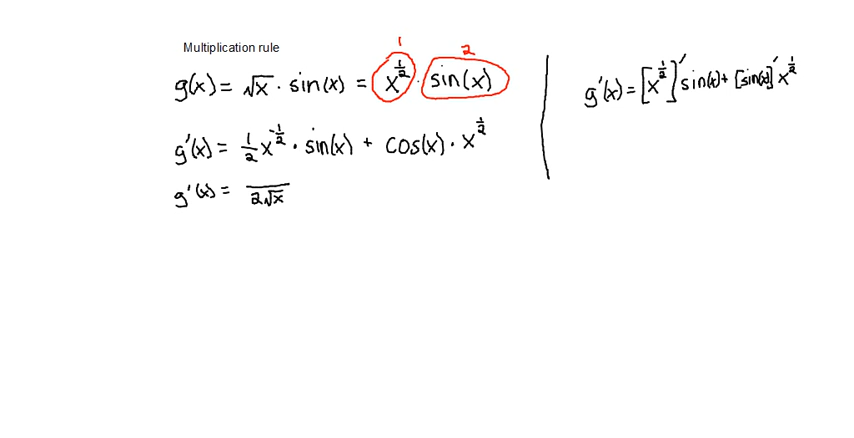 Multiplication rule
1 2
g(x) = √x · sin(x) = x^{1/2} · sin(x)
g'(x) = 1/2 x^{-1/2} · sin(x) + cos(x) · x^{1/2}
g'(x) = /2√x
g'(x) = [x^{1/2}]' sin(x) + [sin(x)]' x^{1/2}